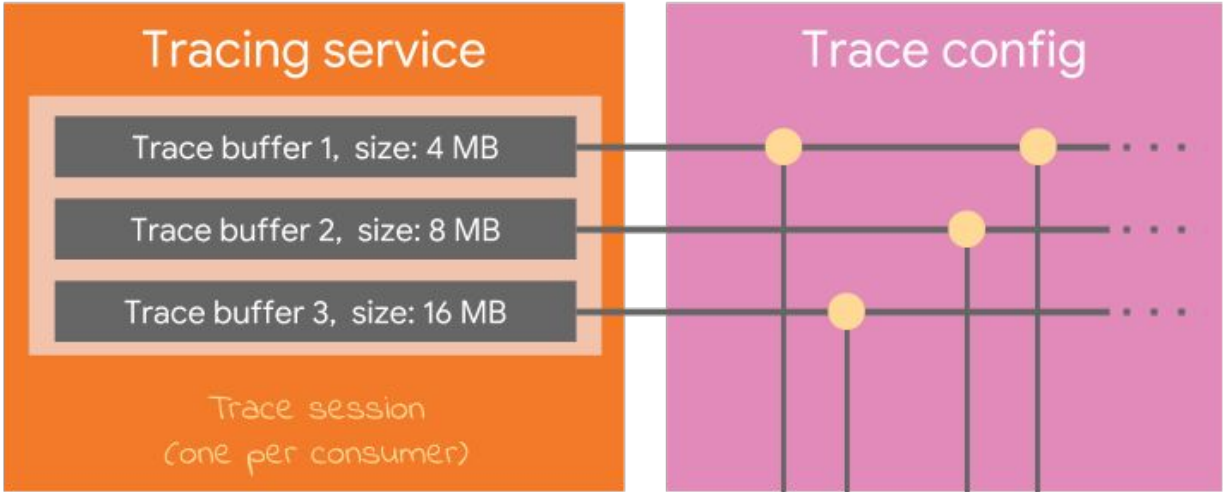 Tracing service
Trace config
Trace buffer 1, size: 4 MB
Trace buffer 2, size: 8 MB
Trace buffer 3, size: 16 MB
Trace session
(one per consumer)